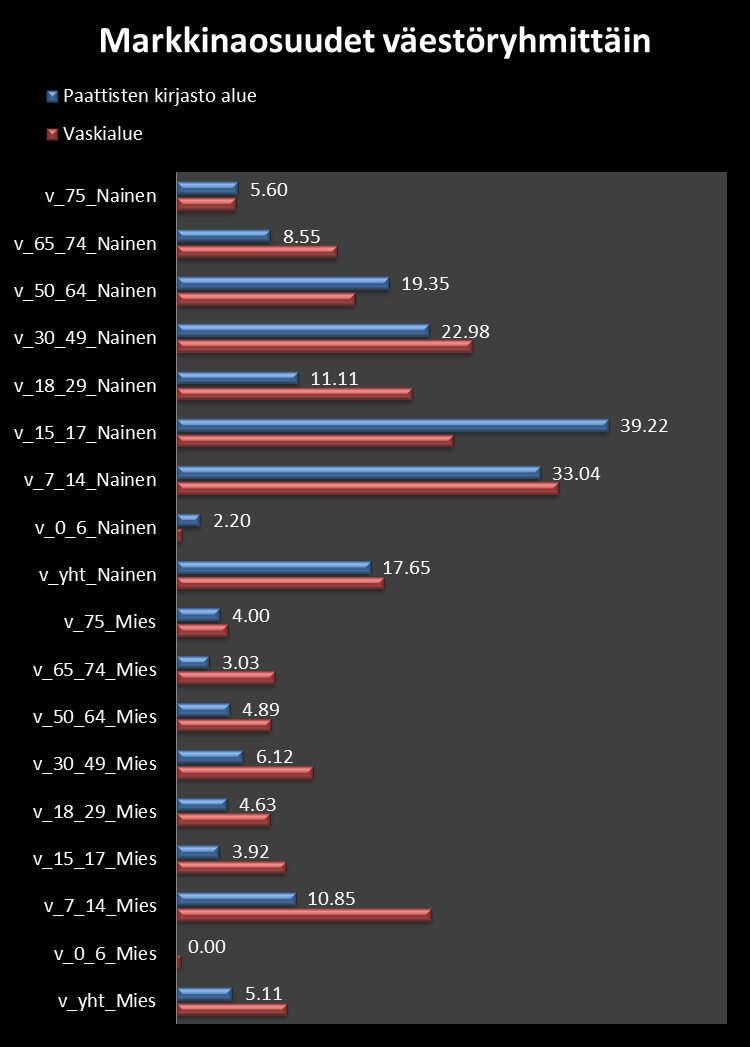 Markkinaosuudet väestöryhmittäin
Paattisten kirjasto alue
Vaskialue
v_75_Nainen 5.60
v_65_74_Nainen 8.55
v_50_64_Nainen 19.35
v_30_49_Nainen 22.98
v_18_29_Nainen 11.11
v_15_17_Nainen 39.22
v_7_14_Nainen 33.04
v_0_6_Nainen 2.20
v_yht_Nainen 17.65
v_75_Mies 4.00
v_65_74_Mies 3.03
v_50_64_Mies 4.89
v_30_49_Mies 6.12
v_18_29_Mies 4.63
v_15_17_Mies 3.92
v_7_14_Mies 10.85
v_0_6_Mies 0.00
v_yht_Mies 5.11